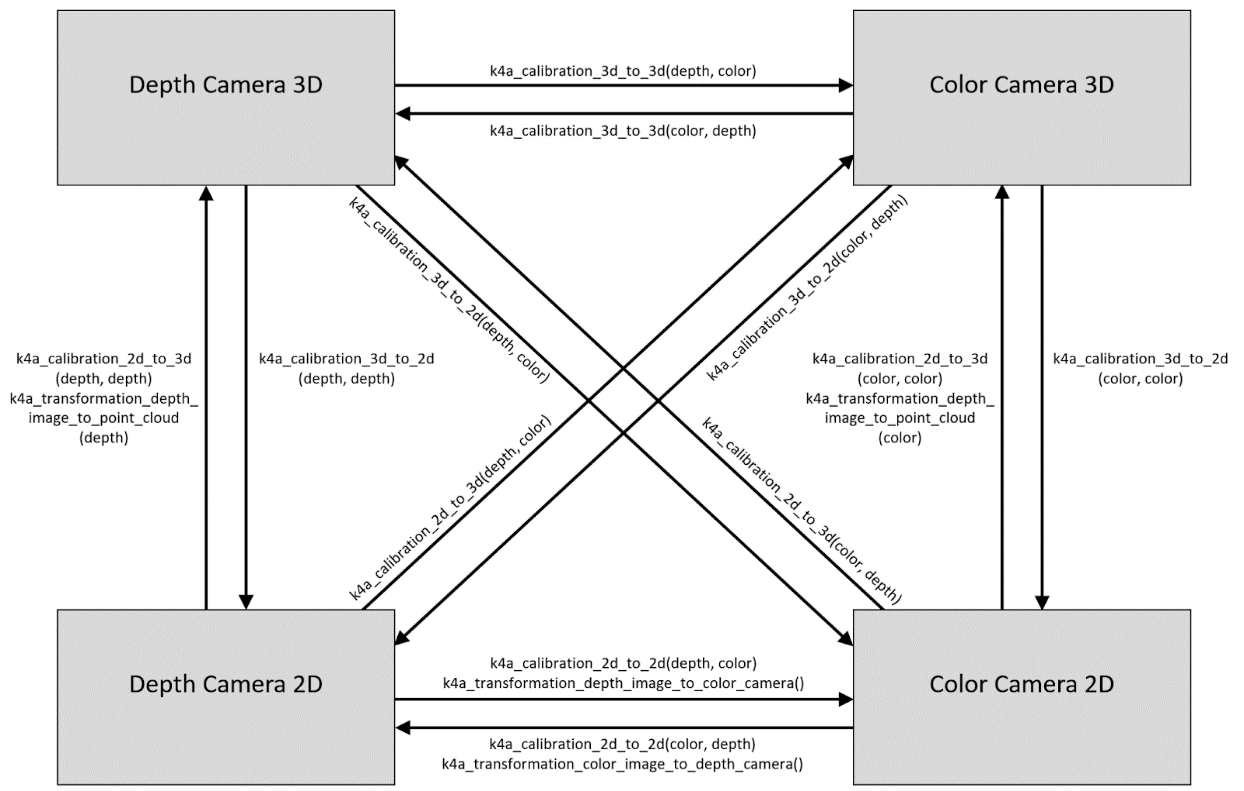 Depth Camera 3D
k4a_calibration_3d_to_3d(depth, color)
k4a_calibration_3d_to_3d(color, depth)
Color Camera 3D
k4a_calibration_3d_to_2d(depth, color)
k4a_calibration_3d_to_2d(color, depth)
k4a_calibration_2d_to_3d
(depth, depth)
k4a_transformation_depth_
image_to_point_cloud
(depth)
k4a_calibration_3d_to_2d
(depth, depth)
k4a_calibration_2d_to_3d
(color, color)
k4a_transformation_depth_
image_to_point_cloud
(color)
k4a_calibration_3d_to_2d
(color, color)
k4a_calibration_2d_to_3d(depth, color)
k4a_calibration_2d_to_3d(color, depth)
Depth Camera 2D
k4a_calibration_2d_to_2d(depth, color)
k4a_transformation_depth_image_to_color_camera()
k4a_calibration_2d_to_2d(color, depth)
k4a_transformation_color_image_to_depth_camera()
Color Camera 2D